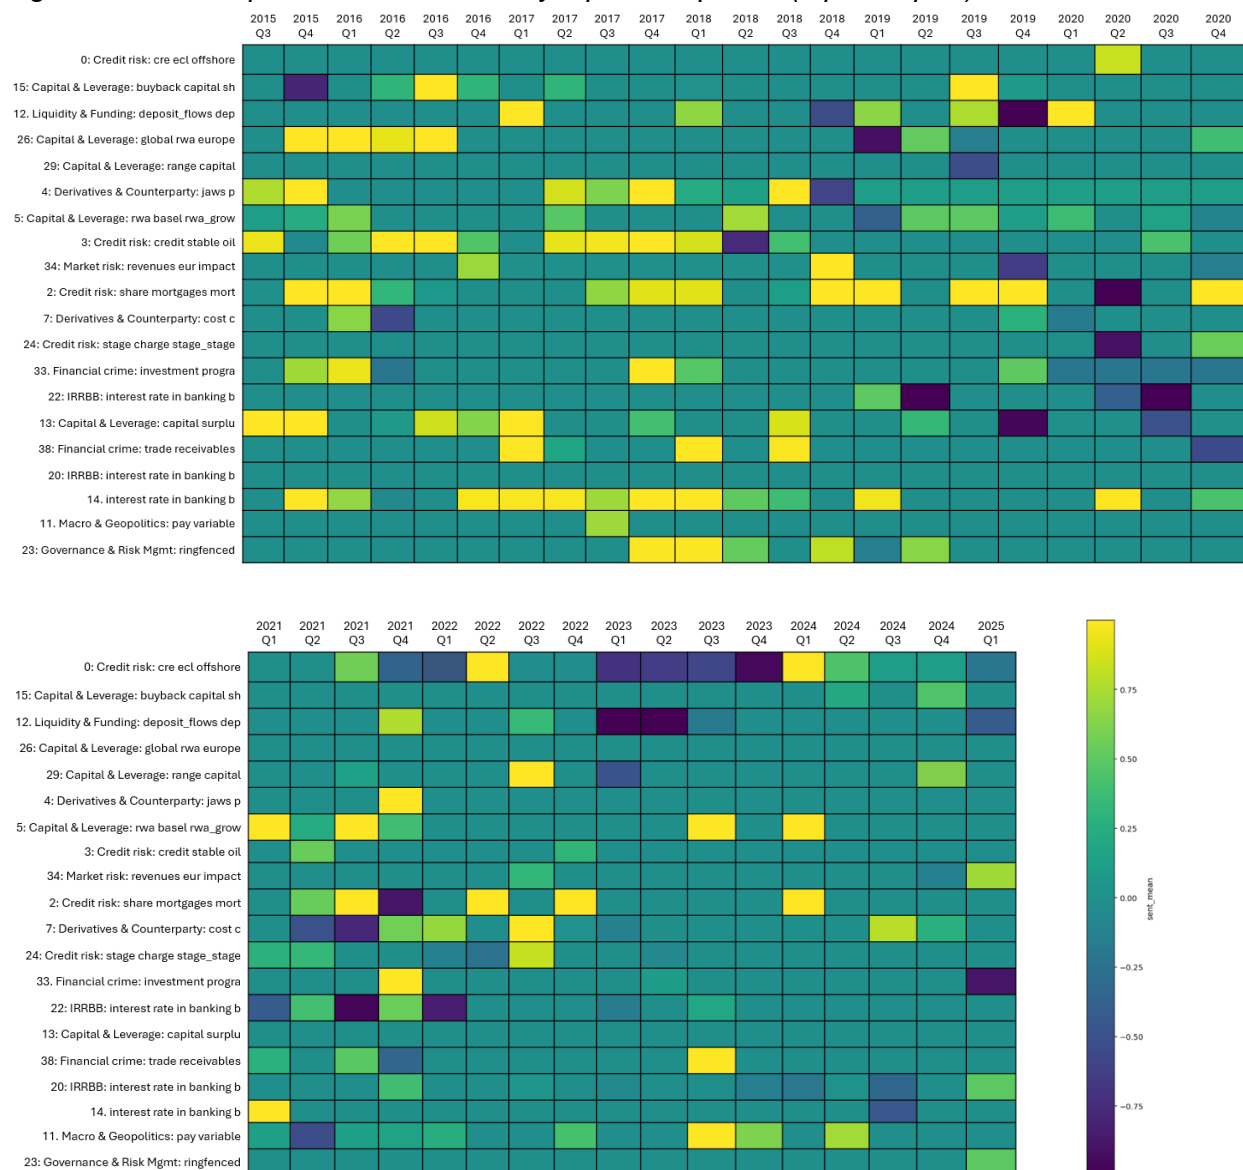 2015 2015 2016 2016 2016 2016 2017 2017 2017 2017 2018 2018 2018 2018 2019 2019 2019 2019 2020 2020 2020 2020
Q3 Q4 Q1 Q2 Q3 Q4 Q1 Q2 Q3 Q4 Q1 Q2 Q3 Q4 Q1 Q2 Q3 Q4 Q1 Q2 Q3 Q4
0: Credit risk: cre ecl offshore
15: Capital & Leverage: buyback capital sh
12. Liquidity & Funding: deposit_flows dep
26: Capital & Leverage: global rwa europe
29: Capital & Leverage: range capital
4: Derivatives & Counterparty: jaws p
5: Capital & Leverage: rwa basel rwa_grow
3: Credit risk: credit stable oil
34: Market risk: revenues eur impact
2: Credit risk: share mortgages mort
7: Derivatives & Counterparty: cost c
24: Credit risk: stage charge stage_stage
33. Financial crime: investment progra
22: IRRBB: interest rate in banking b
13: Capital & Leverage: capital surplu
38: Financial crime: trade receivables
20: IRRBB: interest rate in banking b
14. interest rate in banking b
11. Macro & Geopolitics: pay variable
23: Governance & Risk Mgmt: ringfenced
2021 2021 2021 2021 2022 2022 2022 2022 2023 2023 2023 2023 2024 2024 2024 2024 2025
Q1 Q2 Q3 Q4 Q1 Q2 Q3 Q4 Q1 Q2 Q3 Q4 Q1 Q2 Q3 Q4 Q1
0: Credit risk: cre ecl offshore
15: Capital & Leverage: buyback capital sh
12. Liquidity & Funding: deposit_flows dep
26: Capital & Leverage: global rwa europe
29: Capital & Leverage: range capital
4: Derivatives & Counterparty: jaws p
5: Capital & Leverage: rwa basel rwa_grow
3: Credit risk: credit stable oil
34: Market risk: revenues eur impact
2: Credit risk: share mortgages mort
7: Derivatives & Counterparty: cost c
24: Credit risk: stage charge stage_stage
33. Financial crime: investment progra
22: IRRBB: interest rate in banking b
13: Capital & Leverage: capital surplu
38: Financial crime: trade receivables
20: IRRBB: interest rate in banking b
14. interest rate in banking b
11. Macro & Geopolitics: pay variable
23: Governance & Risk Mgmt: ringfenced
0.75
0.50
0.25
0.00
−0.25
−0.50
−0.75
sent_mean